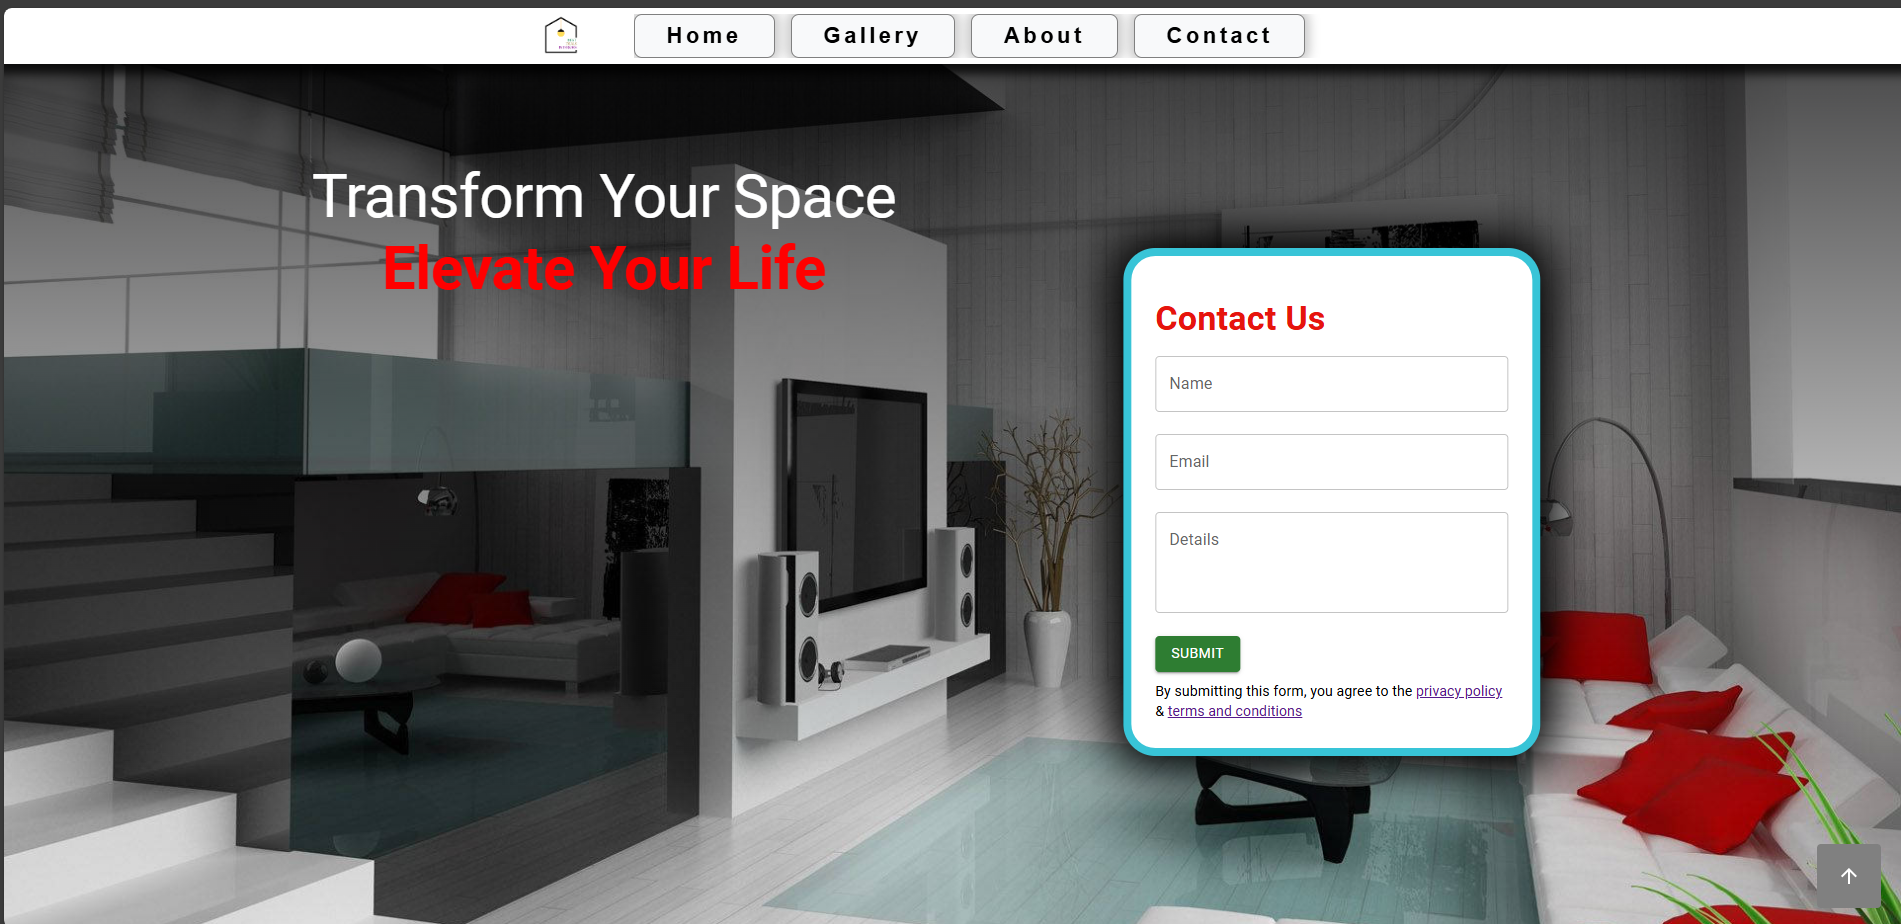 Home
Gallery
About
Contact
Transform Your Space
Elevate Your Life
Contact Us
Name
Email
Details
SUBMIT
By submitting this form, you agree to the privacy policy
& terms and conditions